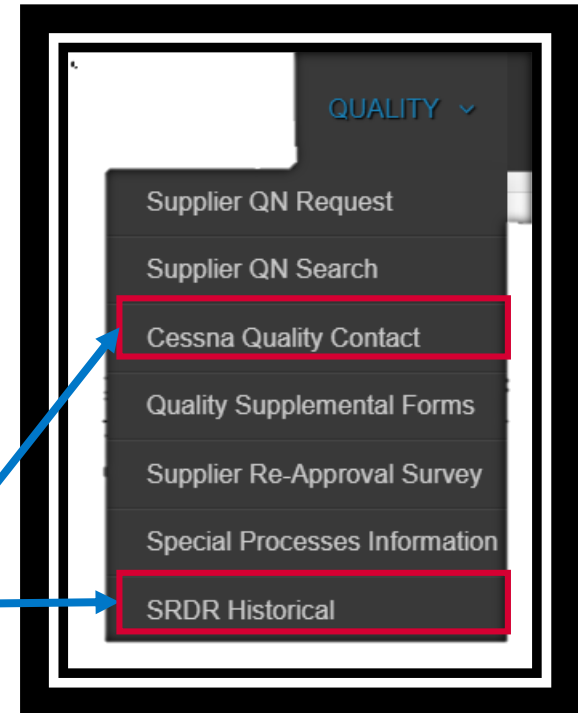 QUALITY
Supplier QN Request
Supplier QN Search
Cessna Quality Contact
Quality Supplemental Forms
Supplier Re-Approval Survey
Special Processes Information
SRDR Historical